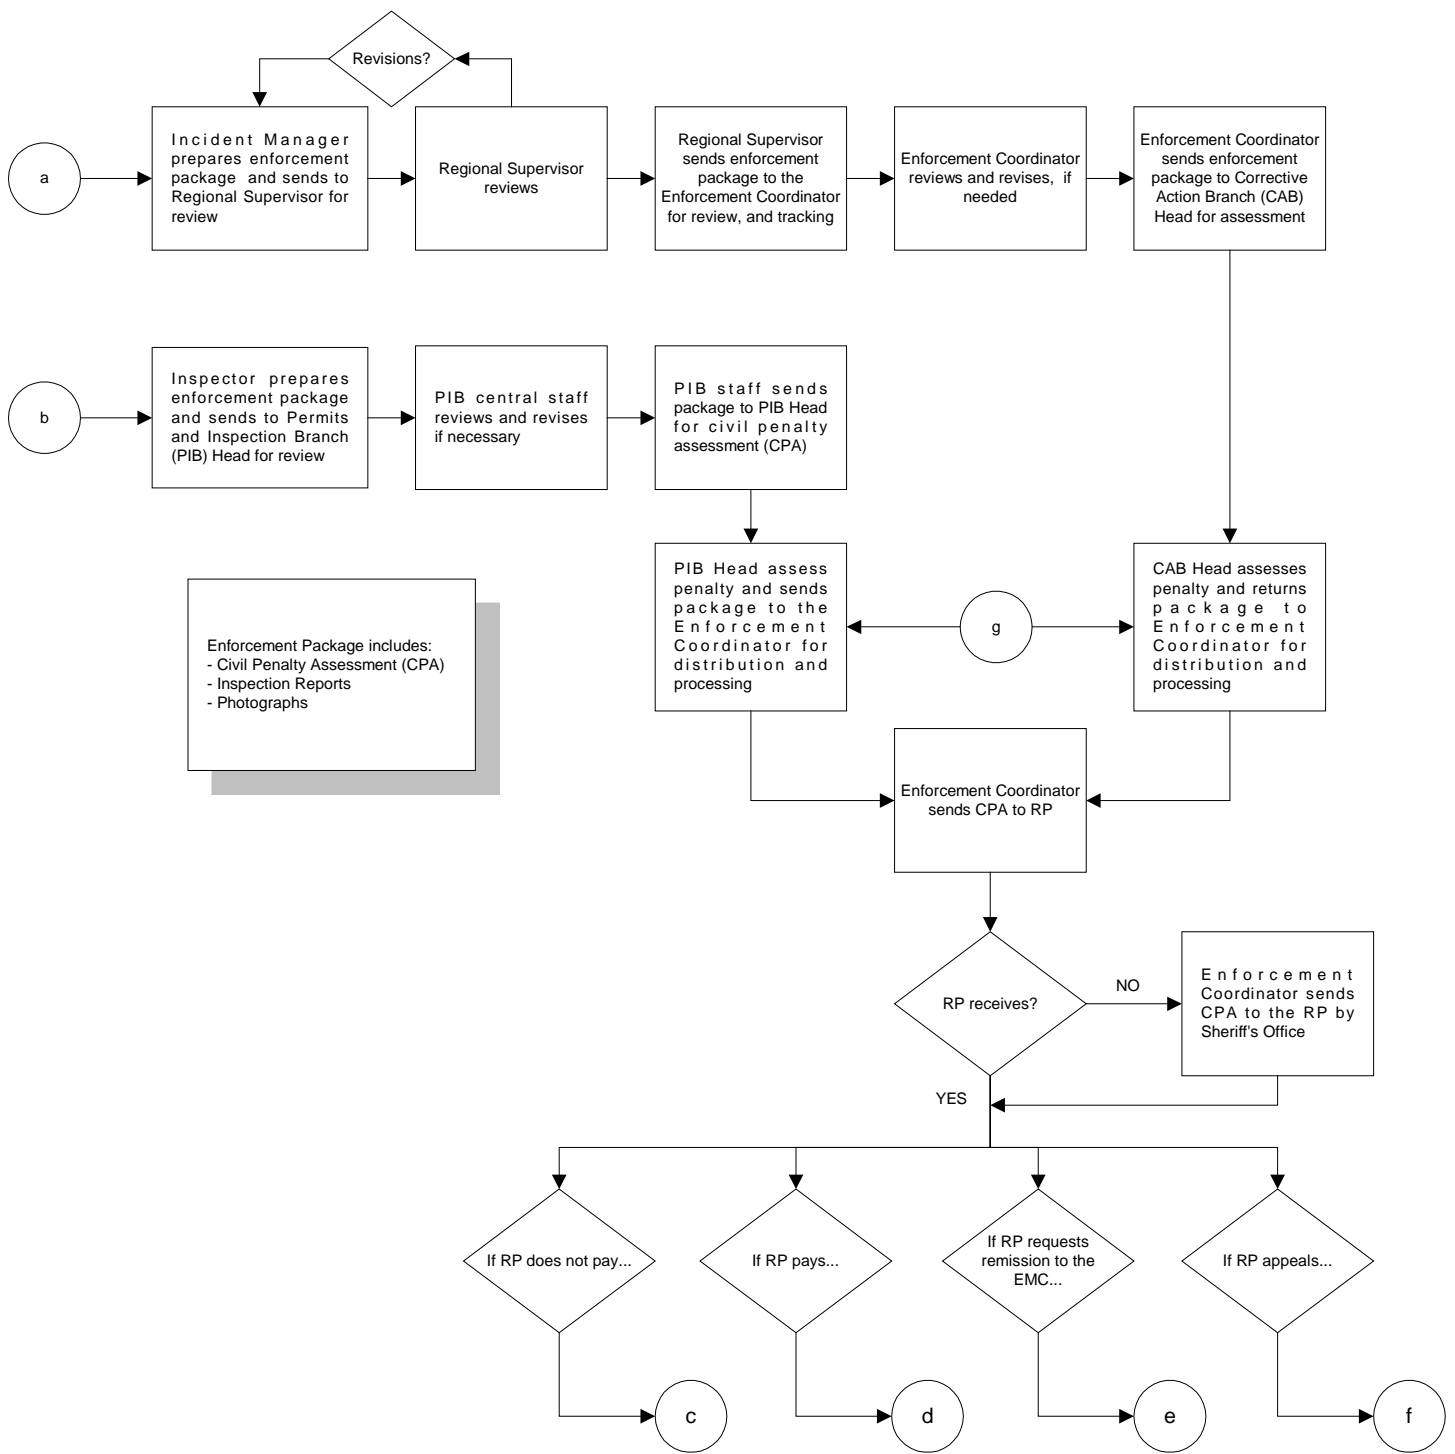 Revisions?
a
Incident Manager
prepares enforcement
package and sends to
Regional Supervisor for
review
Regional Supervisor
reviews
Regional Supervisor
sends enforcement
package to the
Enforcement Coordinator
for review, and tracking
Enforcement Coordinator
reviews and revises, if
needed
Enforcement Coordinator
sends enforcement
package to Corrective
Action Branch (CAB)
Head for assessment
b
Inspector prepares
enforcement package
and sends to Permits
and Inspection Branch
(PIB) Head for review
PIB central staff
reviews and revises
if necessary
PIB staff sends
package to PIB Head
for civil penalty
assessment (CPA)
Enforcement Package includes:
- Civil Penalty Assessment (CPA)
- Inspection Reports
- Photographs
PIB Head assess
penalty and sends
package to the
Enforcement
Coordinator for
distribution and
processing
g
CAB Head assesses
penalty and returns
package to
Enforcement
Coordinator for
distribution and
processing
Enforcement Coordinator
sends CPA to RP
RP receives?
NO
Enforcement
Coordinator sends
CPA to the RP by
Sheriff's Office
YES
If RP does not pay...
If RP pays...
If RP requests
remission to the
EMC...
If RP appeals...
c
d
e
f